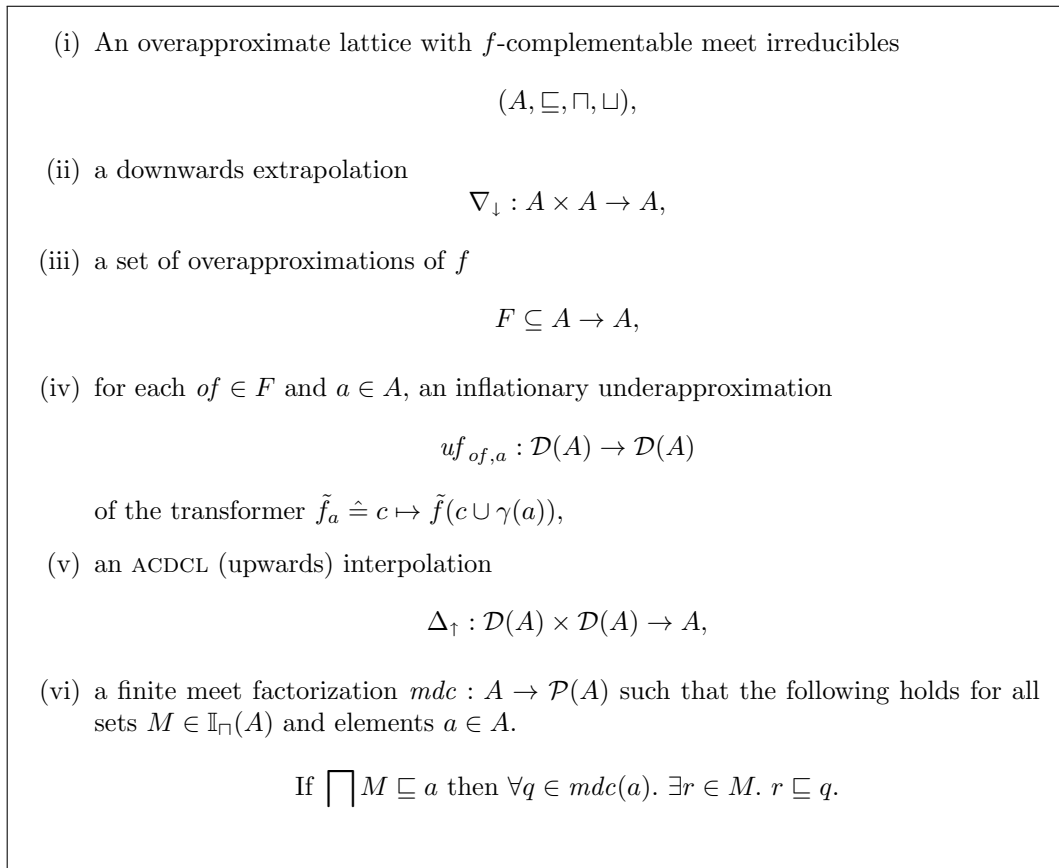 (i) An overapproximate lattice with f-complementable meet irreducibles
(A, ⊑, ⊓, ⊔),
(ii) a downwards extrapolation
∇↓ : A × A → A,
(iii) a set of overapproximations of f
F ⊆ A → A,
(iv) for each of ∈ F and a ∈ A, an inflationary underapproximation
uf_{of,a} : 𝒟(A) → 𝒟(A)
of the transformer f̃_a ≙ c ↦ f̃(c ∪ γ(a)),
(v) an ACDCL (upwards) interpolation
Δ↑ : 𝒟(A) × 𝒟(A) → A,
(vi) a finite meet factorization mdc : A → 𝒫(A) such that the following holds for all
sets M ∈ 𝕀_⊓(A) and elements a ∈ A.
If ⨅ M ⊑ a then ∀q ∈ mdc(a). ∃r ∈ M. r ⊑ q.